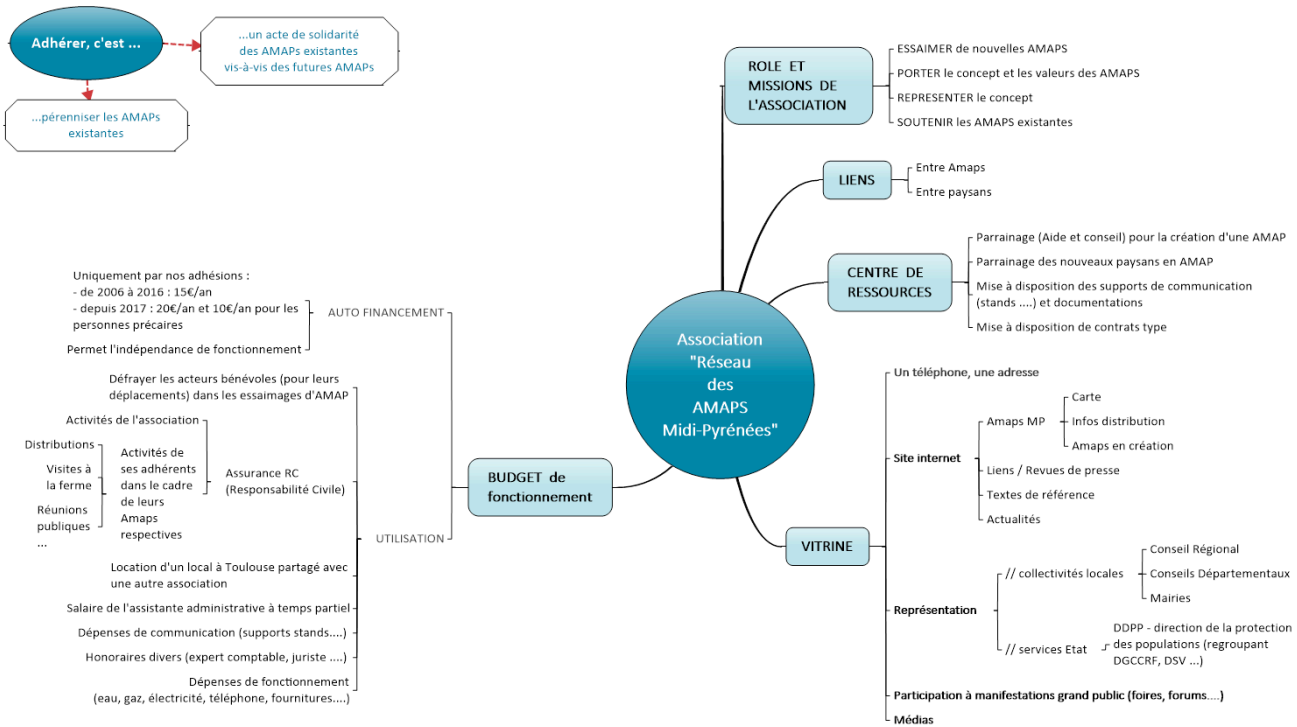 Adhérer, c'est ...
...un acte de solidarité
des AMAPs existantes
vis-à-vis des futures AMAPs
...pérenniser les AMAPs
existantes
Association
"Réseau
des
AMAPS
Midi-Pyrénées"
ROLE ET
MISSIONS DE
L'ASSOCIATION
ESSAIMER de nouvelles AMAPS
PORTER le concept et les valeurs des AMAPS
REPRESENTER le concept
SOUTENIR les AMAPS existantes
LIENS
Entre Amaps
Entre paysans
CENTRE DE
RESSOURCES
Parrainage (Aide et conseil) pour la création d'une AMAP
Parrainage des nouveaux paysans en AMAP
Mise à disposition des supports de communication
(stands ....) et documentations
Mise à disposition de contrats type
VITRINE
Un téléphone, une adresse
Site internet
Amaps MP
Carte
Infos distribution
Amaps en création
Liens / Revues de presse
Textes de référence
Actualités
Représentation
// collectivités locales
Conseil Régional
Conseils Départementaux
Mairies
// services Etat
DDPP - direction de la protection
des populations (regroupant
DGCCRF, DSV ...)
Participation à manifestations grand public (foires, forums....)
Médias
BUDGET de
fonctionnement
AUTO FINANCEMENT
Uniquement par nos adhésions :
- de 2006 à 2016 : 15€/an
- depuis 2017 : 20€/an et 10€/an pour les
personnes précaires
Permet l'indépendance de fonctionnement
UTILISATION
Défrayer les acteurs bénévoles (pour leurs
déplacements) dans les essaimages d'AMAP
Assurance RC
(Responsabilité Civile)
Activités de l'association
Activités de
ses adhérents
dans le cadre
de leurs
Amaps
respectives
Distributions
Visites à
la ferme
Réunions
publiques
...
Location d'un local à Toulouse partagé avec
une autre association
Salaire de l'assistante administrative à temps partiel
Dépenses de communication (supports stands....)
Honoraires divers (expert comptable, juriste ....)
Dépenses de fonctionnement
(eau, gaz, électricité, téléphone, fournitures....)